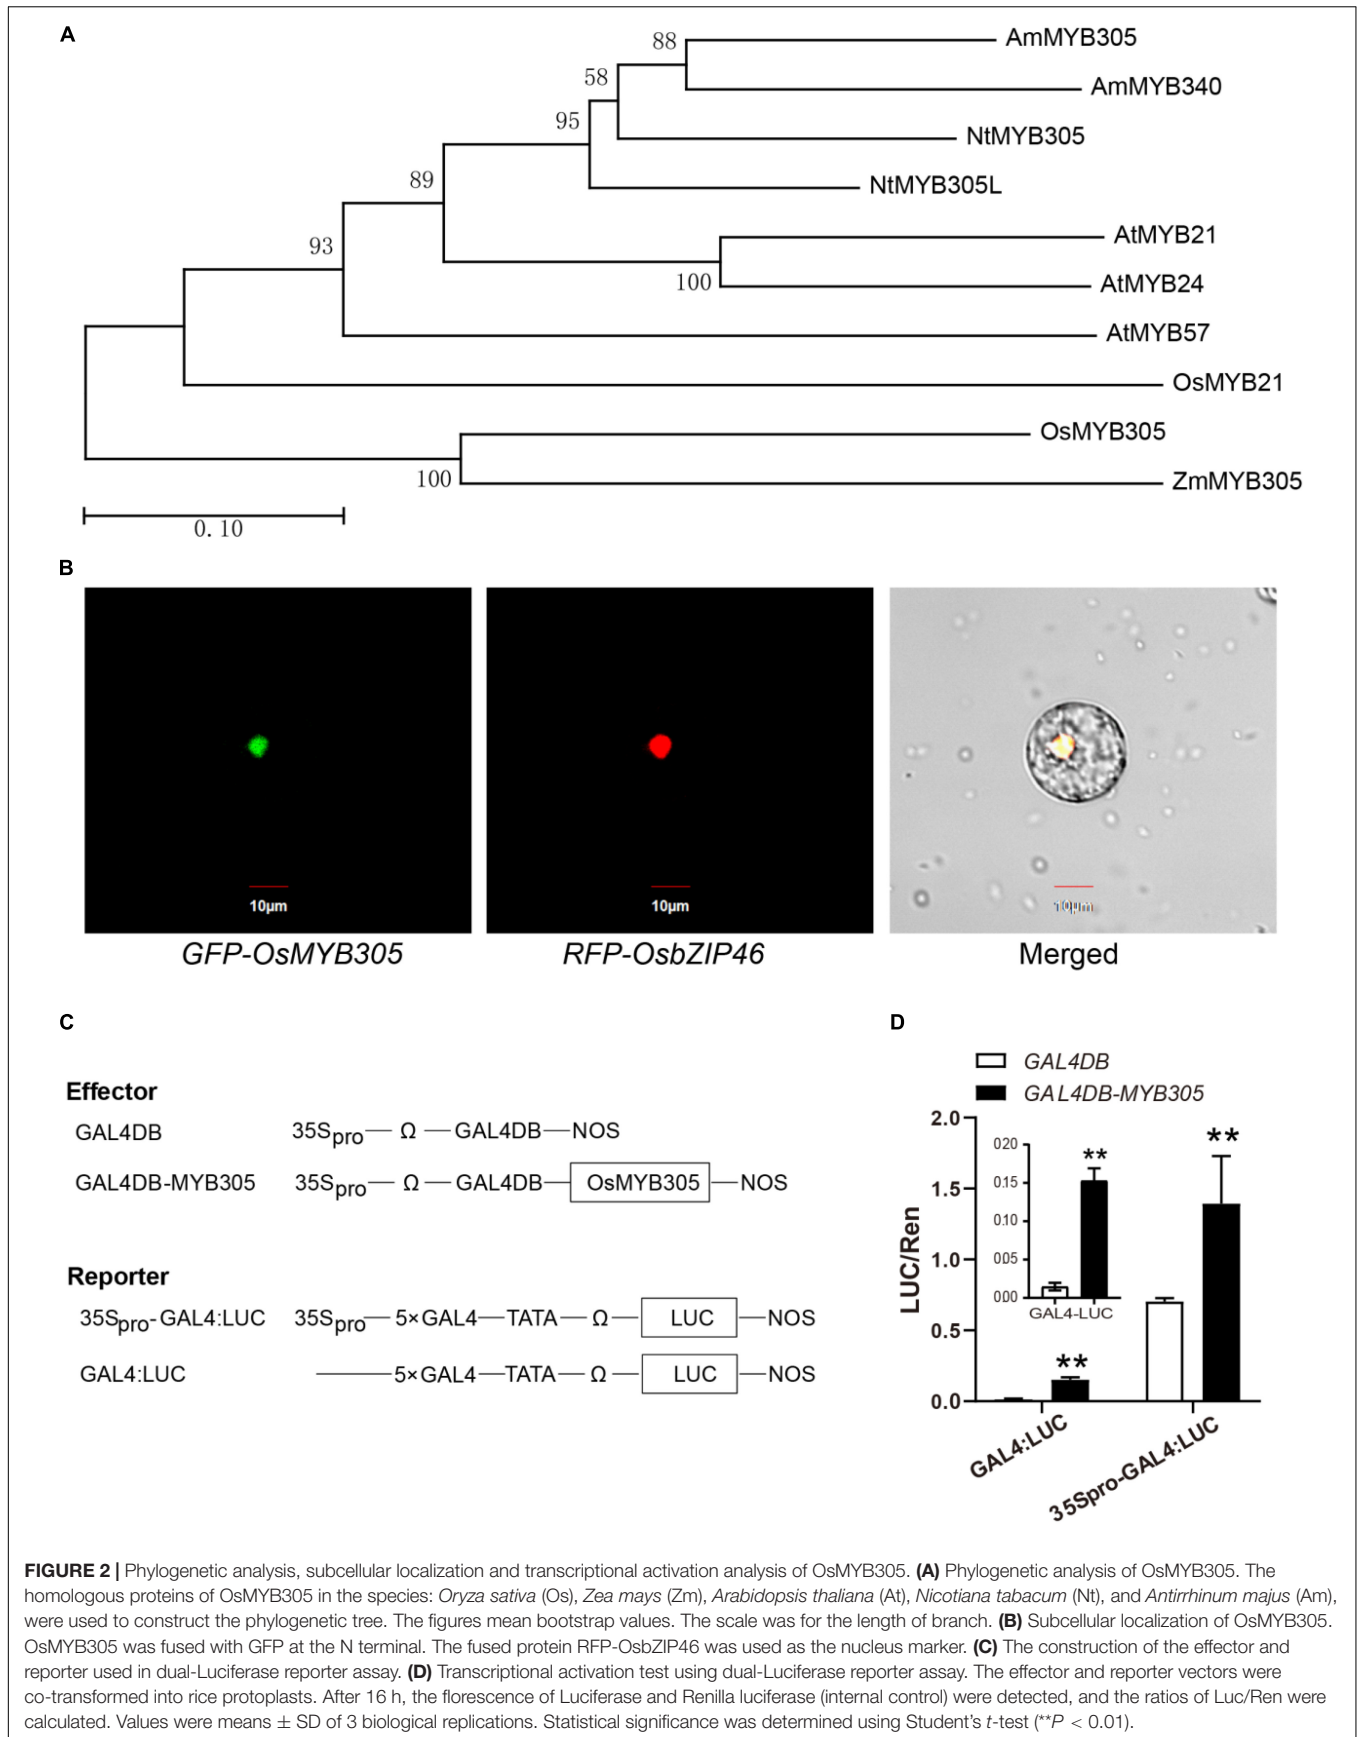 A
88
AmMYB305
58
AmMYB340
95
NtMYB305
89
NtMYB305L
93
AtMYB21
100
AtMYB24
AtMYB57
OsMYB21
OsMYB305
100
ZmMYB305
0.10
B
10µm
10µm
10µm
GFP-OsMYB305
RFP-OsbZIP46
Merged
C
Effector
GAL4DB 35Spro Ω GAL4DB NOS
GAL4DB-MYB305 35Spro Ω GAL4DB OsMYB305 NOS
Reporter
35Spro-GAL4:LUC 35Spro 5×GAL4 TATA Ω LUC NOS
GAL4:LUC 5×GAL4 TATA Ω LUC NOS
D
GAL4DB
GAL4DB-MYB305
LUC/Ren
2.0
1.5
1.0
0.5
0.0
0.20
0.15
0.10
0.05
0.00
**
GAL4-LUC
**
**
GAL4:LUC
35Spro-GAL4:LUC
FIGURE 2 | Phylogenetic analysis, subcellular localization and transcriptional activation analysis of OsMYB305. (A) Phylogenetic analysis of OsMYB305. The
homologous proteins of OsMYB305 in the species: Oryza sativa (Os), Zea mays (Zm), Arabidopsis thaliana (At), Nicotiana tabacum (Nt), and Antirrhinum majus (Am),
were used to construct the phylogenetic tree. The figures mean bootstrap values. The scale was for the length of branch. (B) Subcellular localization of OsMYB305.
OsMYB305 was fused with GFP at the N terminal. The fused protein RFP-OsbZIP46 was used as the nucleus marker. (C) The construction of the effector and
reporter used in dual-Luciferase reporter assay. (D) Transcriptional activation test using dual-Luciferase reporter assay. The effector and reporter vectors were
co-transformed into rice protoplasts. After 16 h, the florescence of Luciferase and Renilla luciferase (internal control) were detected, and the ratios of Luc/Ren were
calculated. Values were means ± SD of 3 biological replications. Statistical significance was determined using Student's t-test (**P < 0.01).